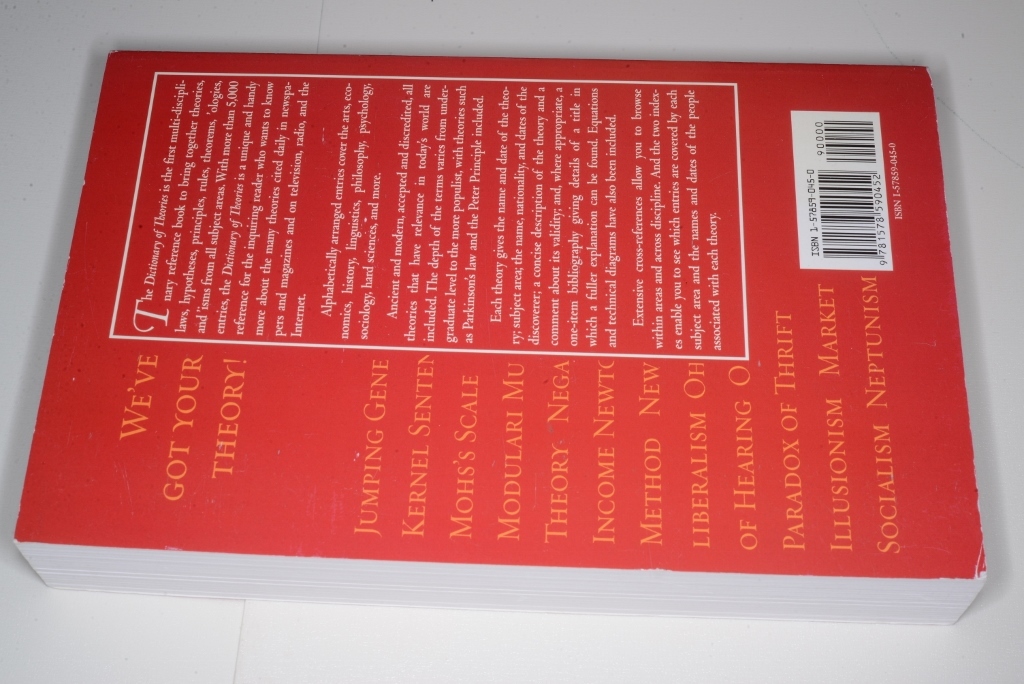 WE'VE
GOT YOUR
THEORY!
The Dictionary of Theories is the first multi-discipli-
nary reference book to bring together theories,
laws, hypotheses, principles, rules, theorems, 'ologies,
and 'isms from all subject areas. With more than 5,000
entries, the Dictionary of Theories is a unique and handy
reference for the inquiring reader who wants to know
more about the many theories cited daily in newspa-
pers and magazines and on television, radio, and the
Internet.
Alphabetically arranged entries cover the arts, eco-
nomics, history, linguistics, philosophy, psychology,
sociology, hard sciences, and more.
Ancient and modern, accepted and discredited, all
theories that have relevance in today's world are
included. The depth of the terms varies from under-
graduate level to the more populist, with theories such
as Parkinson's law and the Peter Principle included.
Each theory gives the name and date of the theo-
ry; subject area; the name, nationality, and dates of the
discoverer; a concise description of the theory and a
comment about its validity; and, where appropriate, a
one-item bibliography giving details of a title in
which a fuller explanation can be found. Equations
and technical diagrams have also been included.
Extensive cross-references allow you to browse
within areas and across discipline. And the two index-
es enable you to see which entries are covered by each
subject area and the names and dates of the people
associated with each theory.
JUMPING GENE
KERNEL SENTEN
MOHS'S SCALE
MODULARI MU
THEORY NEGA
INCOME NEWTO
METHOD NEW
LIBERALISM OH
OF HEARING O
PARADOX OF THRIFT
ILLUSIONISM MARKET
SOCIALISM NEPTUNISM
ISBN 1-57859-045-0
90000
9 781578 590452
ISBN 1-57859-045-0